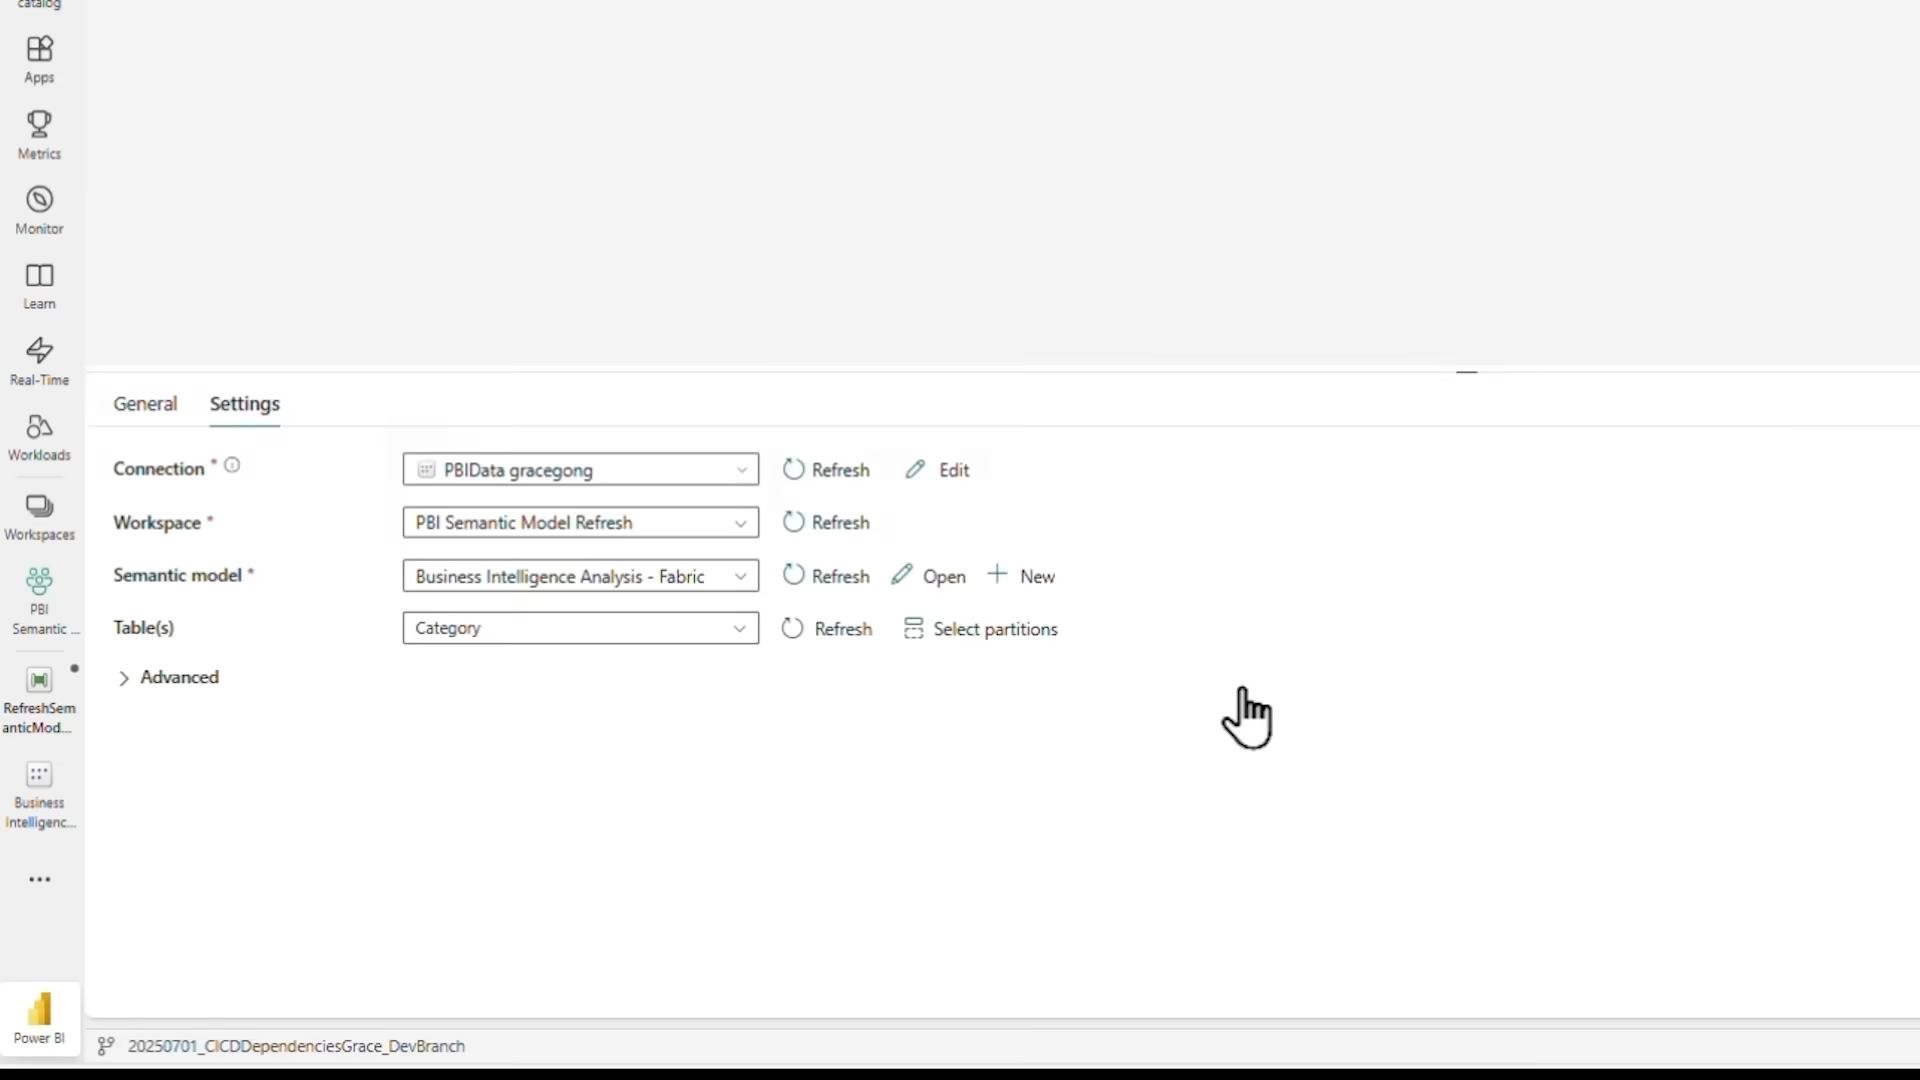 catalog
Apps
Metrics
Monitor
Learn
Real-Time
Workloads
Workspaces
PBI
Semantic ...
RefreshSem
anticMod...
Business
Intelligenc...
Power BI
General Settings
Connection * PBIData gracegong Refresh Edit
Workspace * PBI Semantic Model Refresh Refresh
Semantic model * Business Intelligence Analysis - Fabric Refresh Open New
Table(s) Category Refresh Select partitions
Advanced
20250701_CICDDependenciesGrace_DevBranch